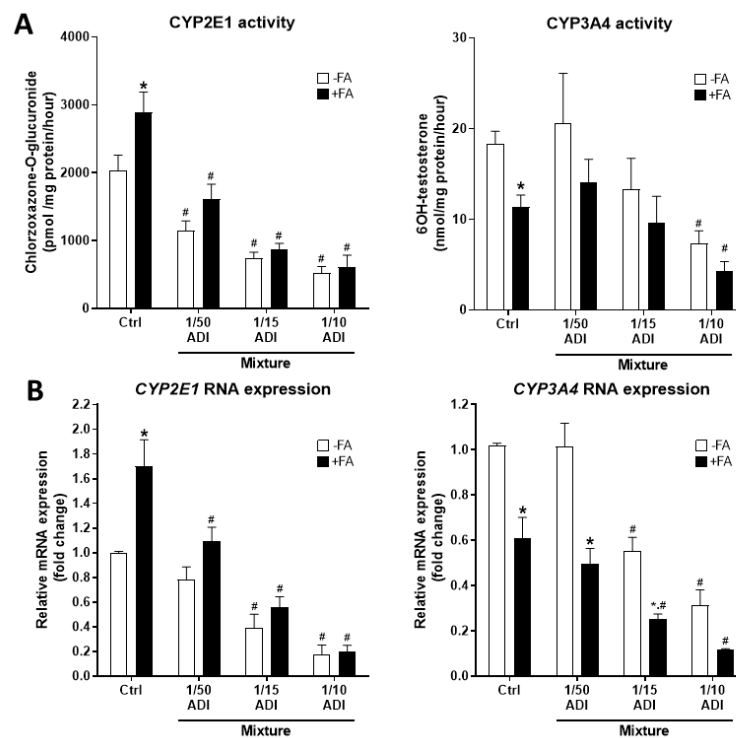 A
CYP2E1 activity
Chlorzoxazone-O-glucuronide
(pmol /mg protein/hour)
4000
3000
2000
1000
0
-FA
+FA
*
#
#
#
#
#
#
Ctrl
1/50
ADI
1/15
ADI
1/10
ADI
Mixture
CYP3A4 activity
6OH-testosterone
(nmol/mg protein/hour)
30
20
10
0
-FA
+FA
*
#
#
Ctrl
1/50
ADI
1/15
ADI
1/10
ADI
Mixture
B
CYP2E1 RNA expression
Relative mRNA expression
(fold change)
2.2
2.0
1.8
1.6
1.4
1.2
1.0
0.8
0.6
0.4
0.2
0.0
-FA
+FA
*
#
#
#
#
#
Ctrl
1/50
ADI
1/15
ADI
1/10
ADI
Mixture
CYP3A4 RNA expression
Relative mRNA expression
(fold change)
1.2
1.0
0.8
0.6
0.4
0.2
0.0
-FA
+FA
*
*
#
*,#
#
#
Ctrl
1/50
ADI
1/15
ADI
1/10
ADI
Mixture